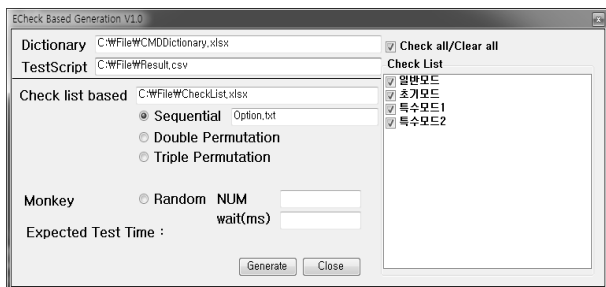 ECheck Based Generation V1.0
Dictionary C:₩File₩CMDDictionary.xlsx
TestScript C:₩File₩Result.csv
Check list based C:₩File₩CheckList.xlsx
Sequential Option.txt
Double Permutation
Triple Permutation
Monkey Random NUM
wait(ms)
Expected Test Time :
Generate Close
Check all/Clear all
Check List
일반모드
초기모드
특수모드1
특수모드2